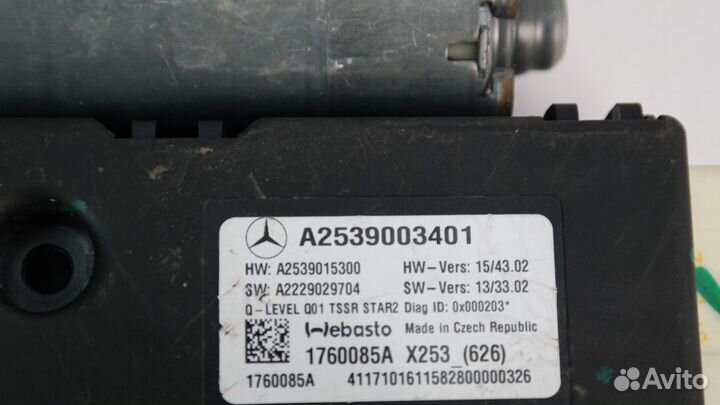 A2539003401
HW: A2539015300 HW-Vers: 15/43.02
SW: A2229029704 SW-Vers: 13/33.02
Q-LEVEL Q01 TSSR STAR2 Diag ID: 0x000203*
Webasto Made in Czech Republic
1760085A X253_(626)
1760085A 4117101611582800000326
Avito